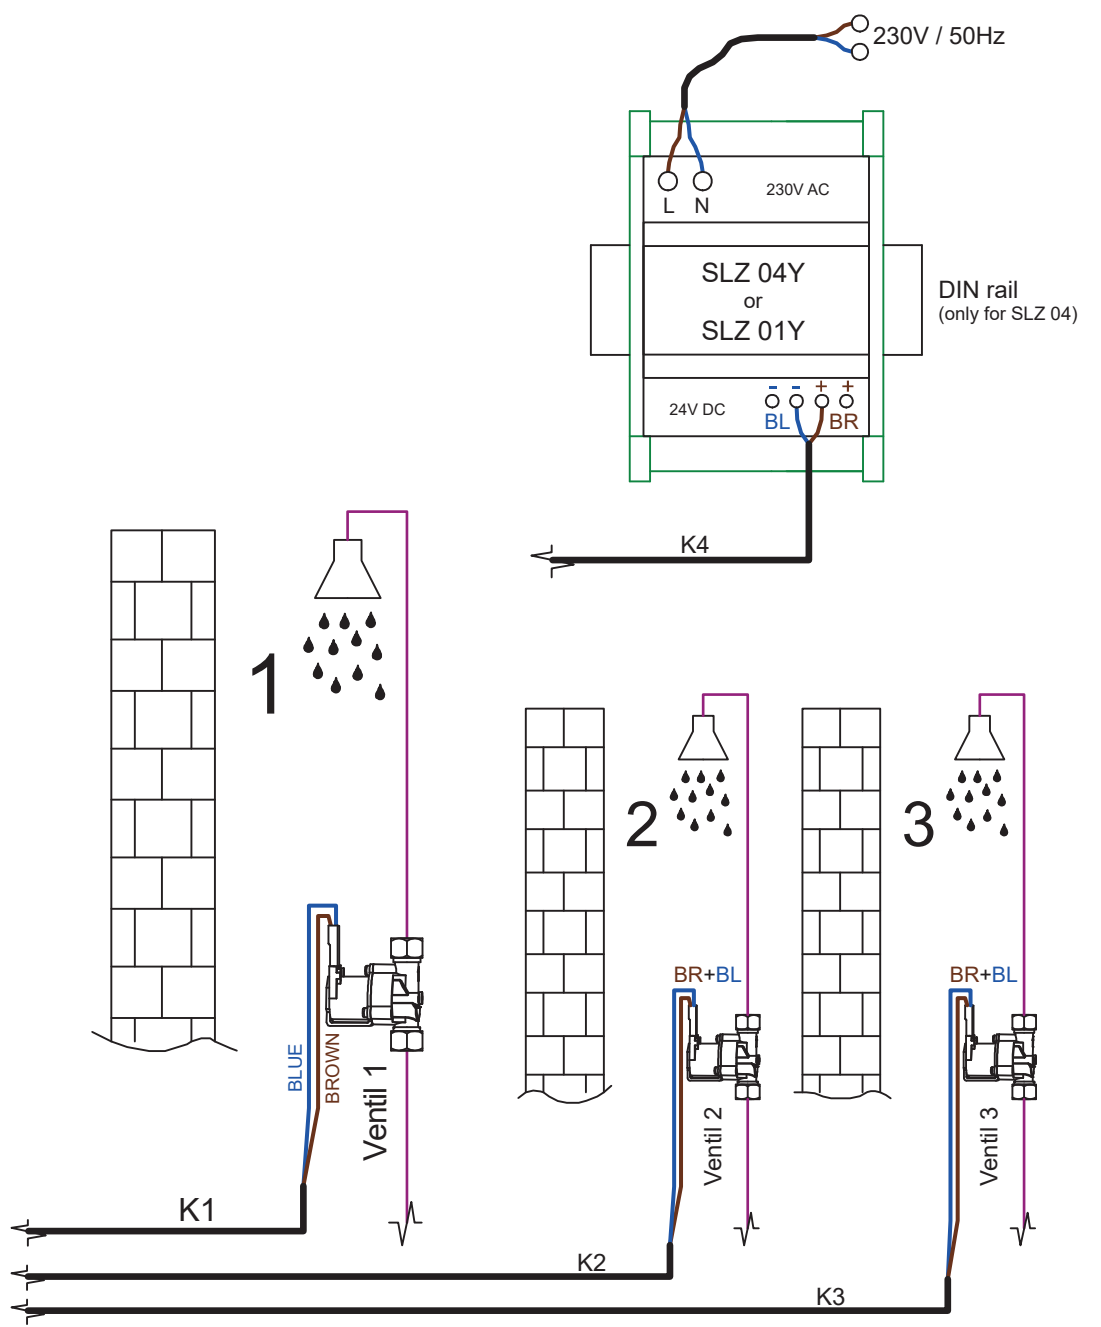 230V / 50Hz
L N
230V AC
SLZ 04Y
or
SLZ 01Y
DIN rail
(only for SLZ 04)
- - + +
24V DC
BL BR
K4
1
2
3
BLUE
BROWN
Ventil 1
BR+BL
Ventil 2
BR+BL
Ventil 3
K1
K2
K3